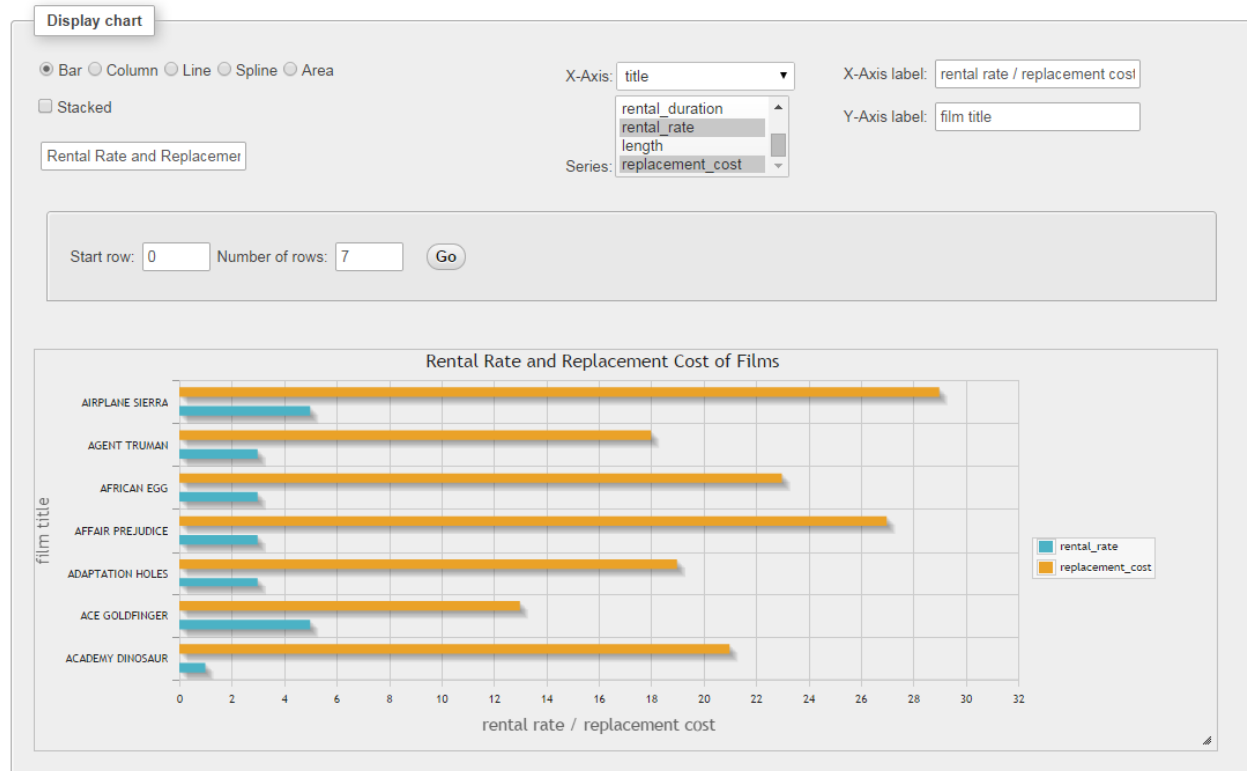 Display chart
Bar Column Line Spline Area
X-Axis: title
X-Axis label: rental rate / replacement cost
Stacked
rental_duration
rental_rate
length
Series: replacement_cost
Y-Axis label: film title
Rental Rate and Replacemer
Start row: 0 Number of rows: 7 Go
Rental Rate and Replacement Cost of Films
film title
AIRPLANE SIERRA
AGENT TRUMAN
AFRICAN EGG
AFFAIR PREJUDICE
ADAPTATION HOLES
ACE GOLDFINGER
ACADEMY DINOSAUR
0 2 4 6 8 10 12 14 16 18 20 22 24 26 28 30 32
rental rate / replacement cost
rental_rate
replacement_cost